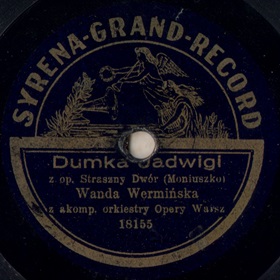 SYRENA-GRAND-RECORD
Dumka Jadwigi
z op. Straszny Dwór (Moniuszko)
Wanda Wermińska
z akomp. orkiestry Opery Warsz
18155